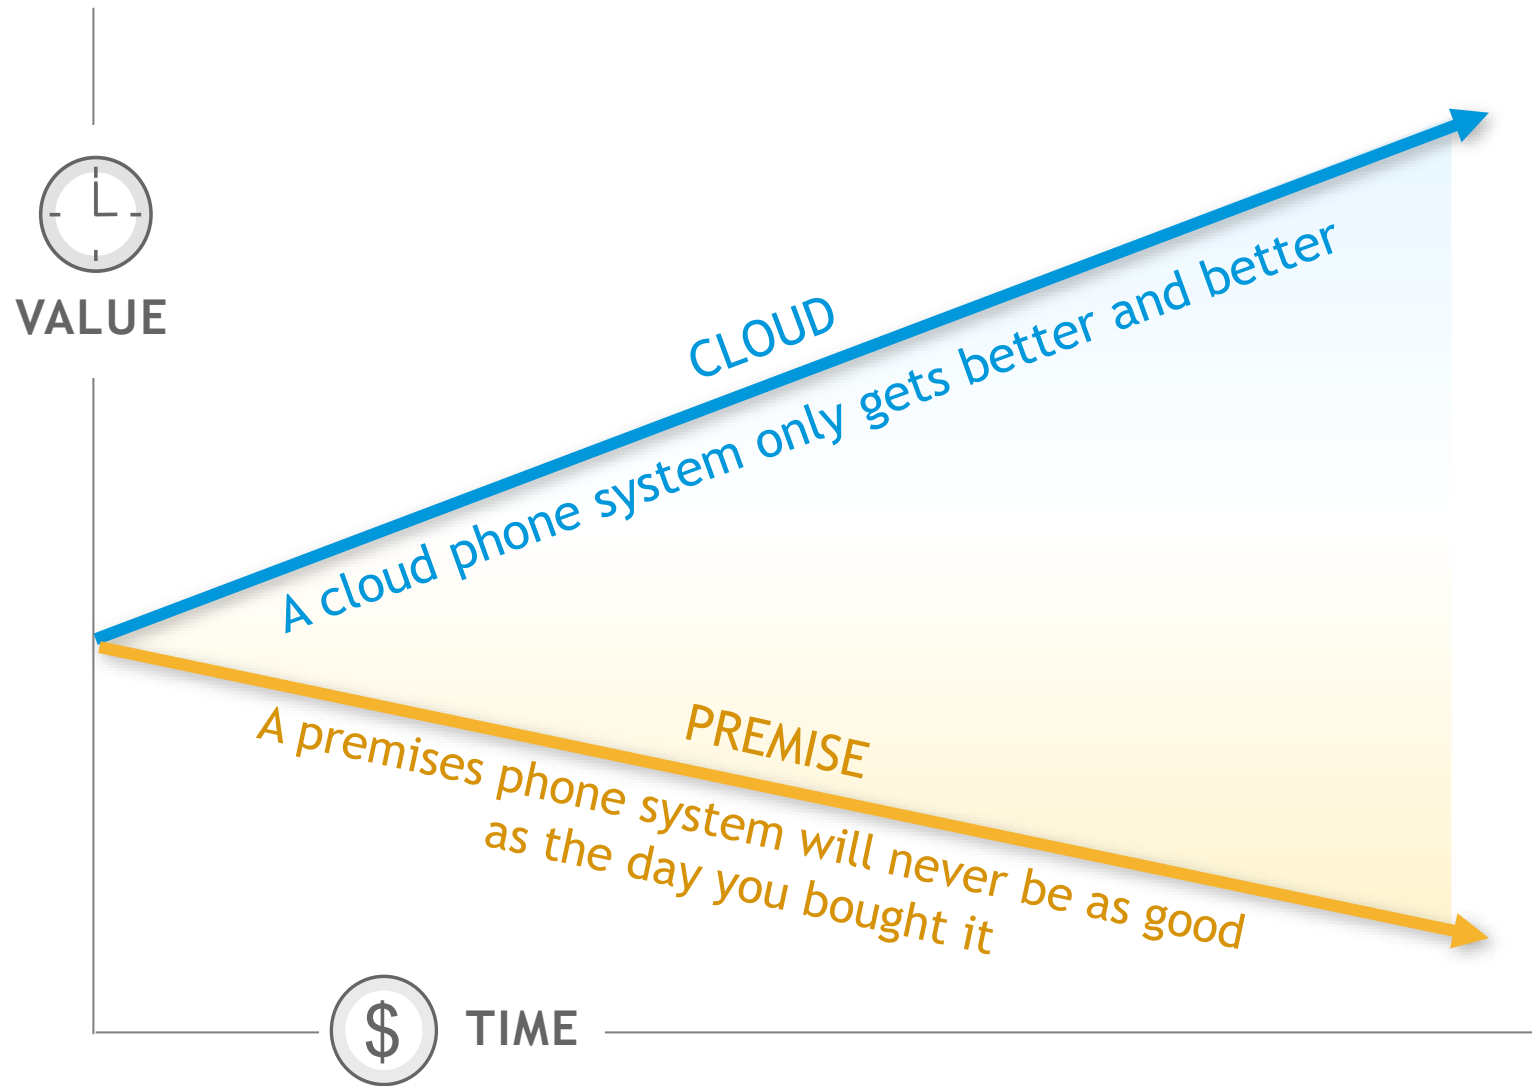 VALUE
CLOUD
A cloud phone system only gets better and better
PREMISE
A premises phone system will never be as good
as the day you bought it
$
TIME